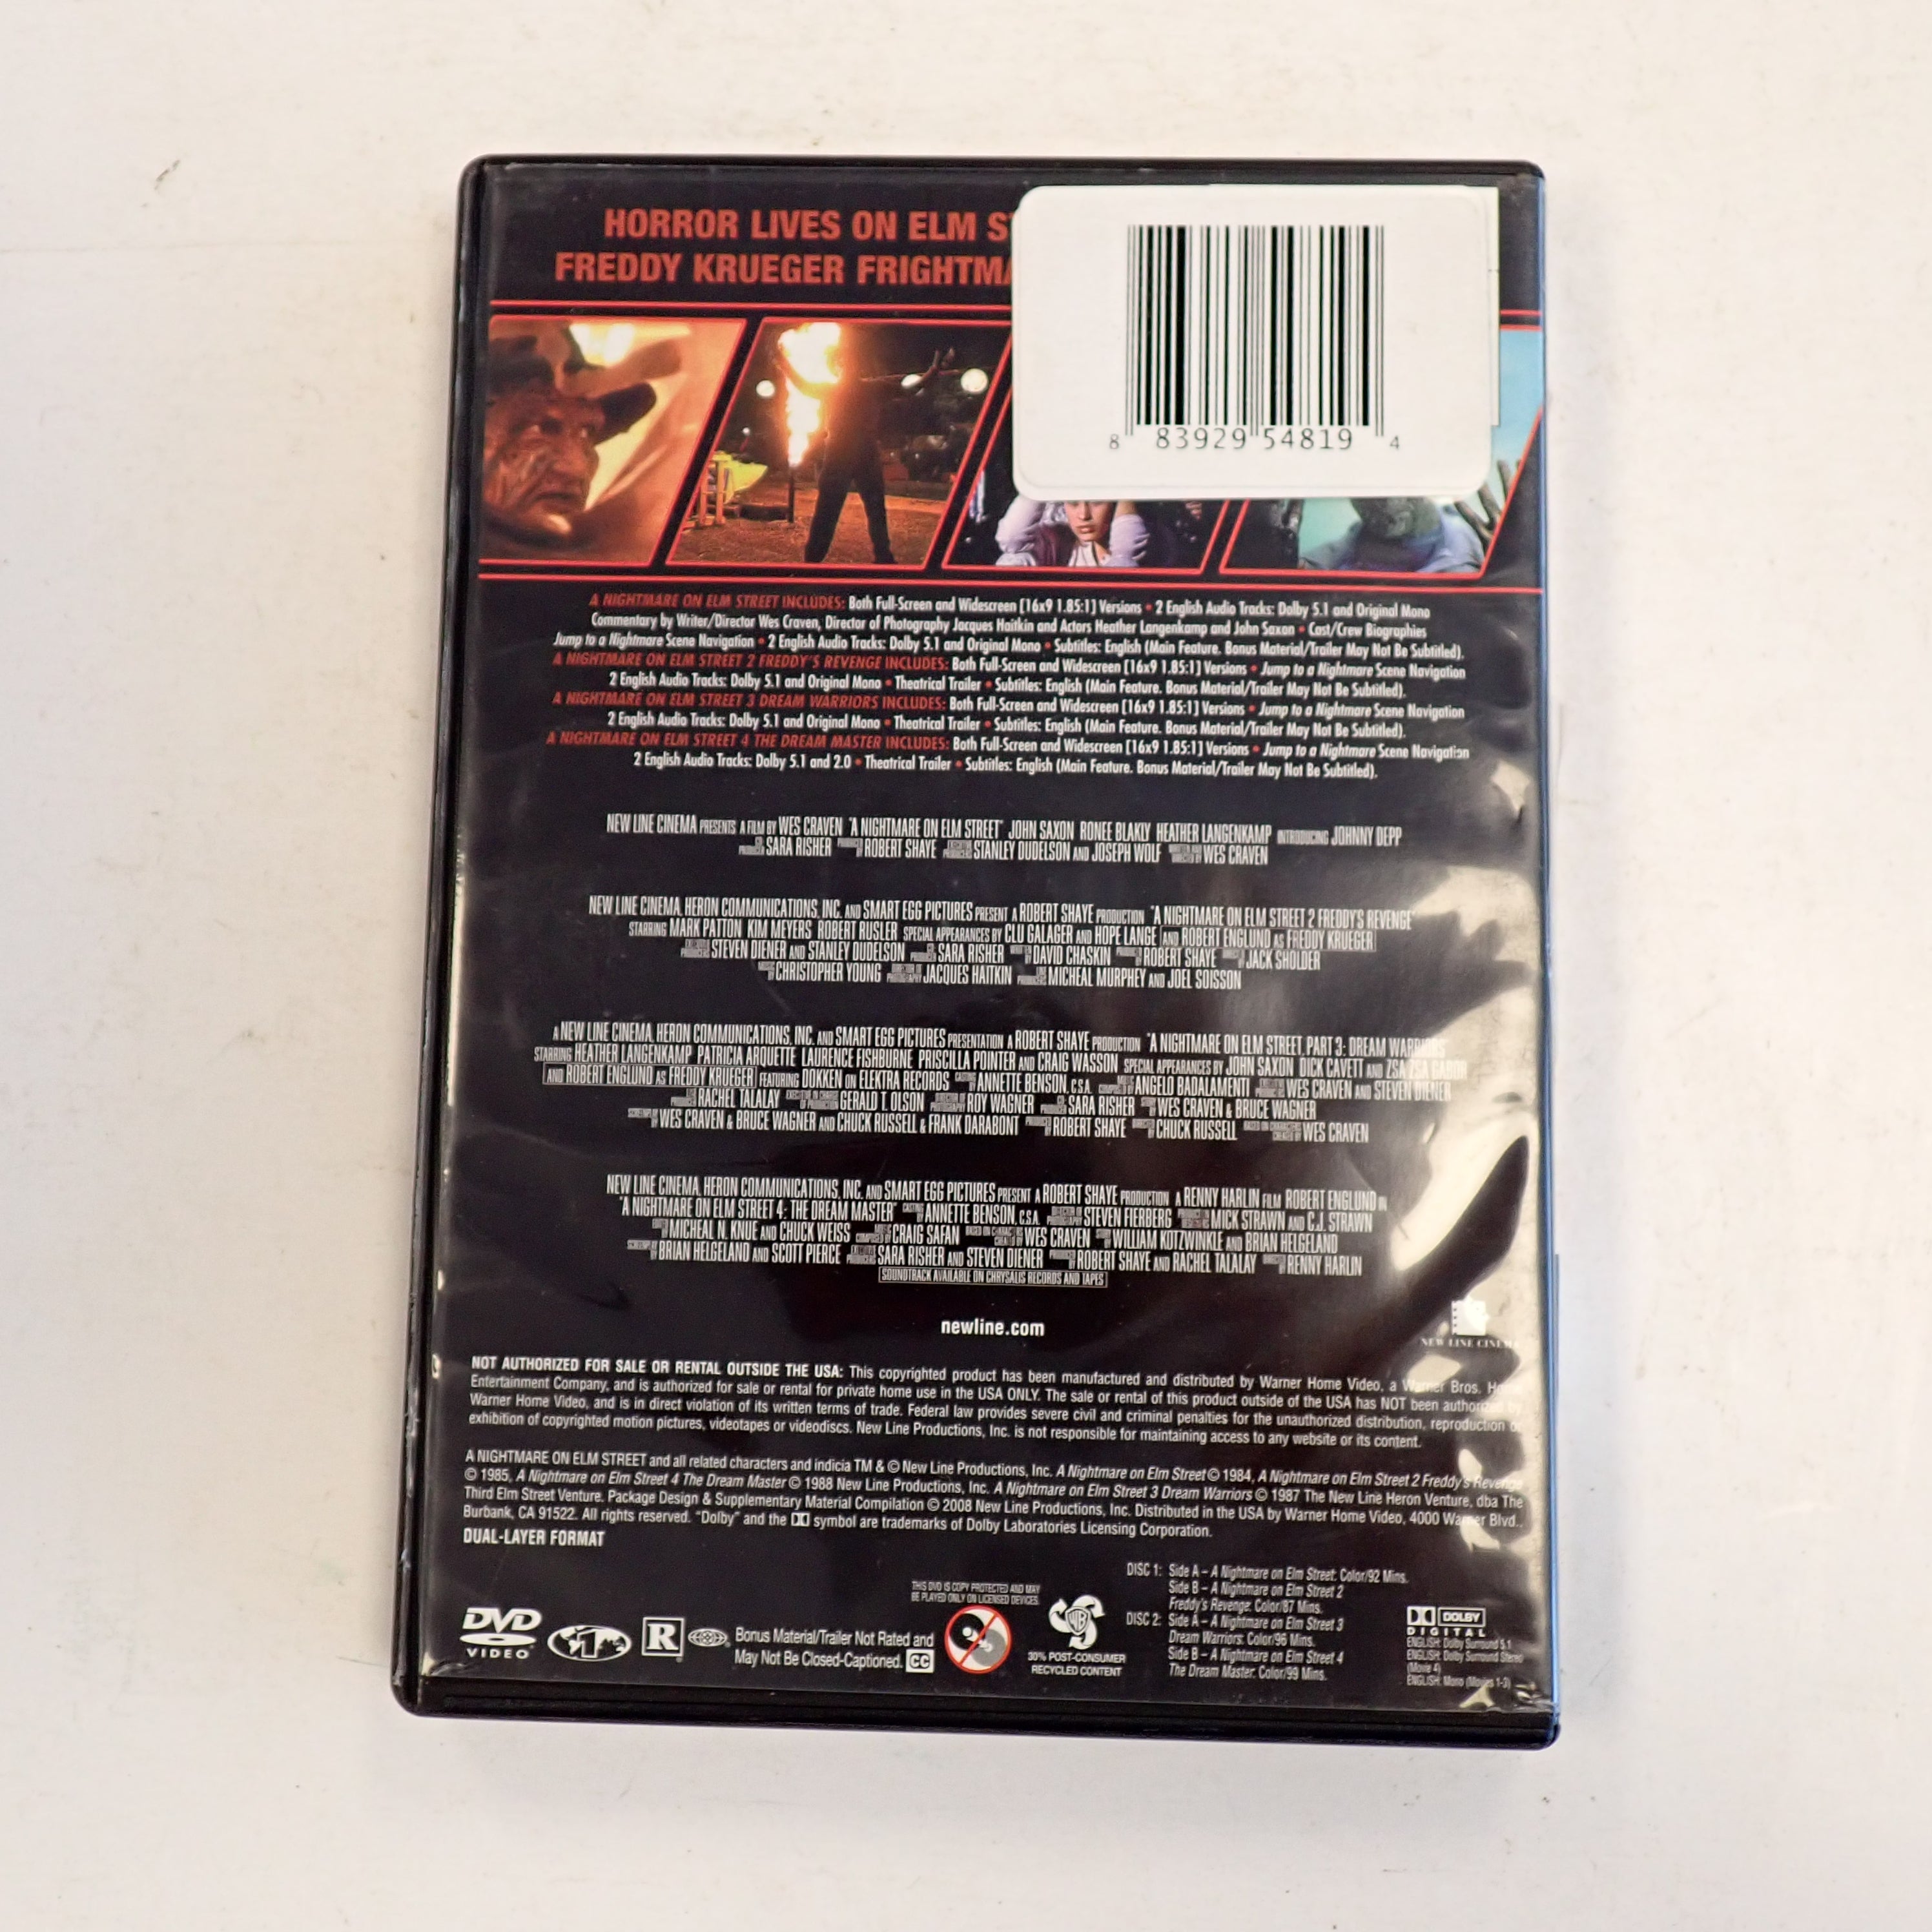 HORROR LIVES ON ELM
FREDDY KRUEGER
8 83929 54819 4
A NIGHTMARE ON ELM STREET INCLUDES: Both Full-Screen and Widescreen [16x9 1.85:1] Versions • 2 English Audio Tracks: Dolby 5.1 and Original Mono
Commentary by Writer/Director Wes Craven, Director of Photography Jacques Haitkin and Actors Heather Langenkamp and John Saxon • Cast/Crew Biographies
Jump to a Nightmare Scene Navigation • 2 English Audio Tracks: Dolby 5.1 and Original Mono • Subtitles: English (Main Feature. Bonus Material/Trailer May Not Be Subtitled).
A NIGHTMARE ON ELM STREET 2 FREDDY'S REVENGE INCLUDES: Both Full-Screen and Widescreen [16x9 1.85:1] Versions • Jump to a Nightmare Scene Navigation
2 English Audio Tracks: Dolby 5.1 and Original Mono • Theatrical Trailer • Subtitles: English (Main Feature. Bonus Material/Trailer May Not Be Subtitled).
A NIGHTMARE ON ELM STREET 3 DREAM WARRIORS INCLUDES: Both Full-Screen and Widescreen [16x9 1.85:1] Versions • Jump to a Nightmare Scene Navigation
2 English Audio Tracks: Dolby 5.1 and Original Mono • Theatrical Trailer • Subtitles: English (Main Feature. Bonus Material/Trailer May Not Be Subtitled).
A NIGHTMARE ON ELM STREET 4 THE DREAM MASTER INCLUDES: Both Full-Screen and Widescreen [16x9 1.85:1] Versions • Jump to a Nightmare Scene Navigation
2 English Audio Tracks: Dolby 5.1 and 2.0 • Theatrical Trailer • Subtitles: English (Main Feature. Bonus Material/Trailer May Not Be Subtitled).
NEW LINE CINEMA PRESENTS A FILM BY WES CRAVEN "A NIGHTMARE ON ELM STREET" JOHN SAXON RONEE BLAKLY HEATHER LANGENKAMP INTRODUCING JOHNNY DEPP
SARA RISHER ROBERT SHAYE STANLEY DUDELSON AND JOSEPH WOLF WES CRAVEN
NEW LINE CINEMA, HERON COMMUNICATIONS, INC. AND SMART EGG PICTURES PRESENT A ROBERT SHAYE PRODUCTION "A NIGHTMARE ON ELM STREET 2 FREDDY'S REVENGE"
STARRING MARK PATTON KIM MEYERS ROBERT RUSLER SPECIAL APPEARANCES BY CLU GALAGER AND HOPE LANGE AND ROBERT ENGLUND AS FREDDY KRUEGER
STEVEN DIENER AND STANLEY DUDELSON SARA RISHER DAVID CHASKIN ROBERT SHAYE JACK SHOLDER
CHRISTOPHER YOUNG JACQUES HAITKIN MICHEAL MURPHEY AND JOEL SOISSON
A NEW LINE CINEMA, HERON COMMUNICATIONS, INC. AND SMART EGG PICTURES PRESENTATION A ROBERT SHAYE PRODUCTION "A NIGHTMARE ON ELM STREET, PART 3: DREAM WARRIORS"
STARRING HEATHER LANGENKAMP PATRICIA ARQUETTE LAURENCE FISHBURNE PRISCILLA POINTER AND CRAIG WASSON SPECIAL APPEARANCES BY JOHN SAXON DICK CAVETT AND ZSA ZSA GABOR
AND ROBERT ENGLUND AS FREDDY KRUEGER FEATURING DOKKEN ON ELEKTRA RECORDS ANNETTE BENSON, C.S.A. ANGELO BADALAMENTI WES CRAVEN AND STEVEN DIENER
RACHEL TALALAY GERALD T. OLSON ROY WAGNER SARA RISHER WES CRAVEN & BRUCE WAGNER
WES CRAVEN & BRUCE WAGNER AND CHUCK RUSSELL & FRANK DARABONT ROBERT SHAYE CHUCK RUSSELL WES CRAVEN
NEW LINE CINEMA, HERON COMMUNICATIONS, INC. AND SMART EGG PICTURES PRESENT A ROBERT SHAYE PRODUCTION A RENNY HARLIN FILM ROBERT ENGLUND IN
"A NIGHTMARE ON ELM STREET 4: THE DREAM MASTER" ANNETTE BENSON, C.S.A. STEVEN FIERBERG MICK STRAWN AND C.J. STRAWN
MICHEAL N. KNUE AND CHUCK WEISS CRAIG SAFAN WES CRAVEN WILLIAM KOTZWINKLE AND BRIAN HELGELAND
BRIAN HELGELAND AND SCOTT PIERCE SARA RISHER AND STEVEN DIENER ROBERT SHAYE AND RACHEL TALALAY RENNY HARLIN
SOUNDTRACK AVAILABLE ON CHRYSALIS RECORDS AND TAPES
newline.com
NEW LINE CINEMA
NOT AUTHORIZED FOR SALE OR RENTAL OUTSIDE THE USA: This copyrighted product has been manufactured and distributed by Warner Home Video, a Warner Bros. Home
Entertainment Company, and is authorized for sale or rental for private home use in the USA ONLY. The sale or rental of this product outside of the USA has NOT been authorized by
Warner Home Video, and is in direct violation of its written terms of trade. Federal law provides severe civil and criminal penalties for the unauthorized distribution, reproduction or
exhibition of copyrighted motion pictures, videotapes or videodiscs. New Line Productions, Inc. is not responsible for maintaining access to any website or its content.
A NIGHTMARE ON ELM STREET and all related characters and indicia TM & © New Line Productions, Inc. A Nightmare on Elm Street © 1984, A Nightmare on Elm Street 2 Freddy's Revenge
© 1985, A Nightmare on Elm Street 4 The Dream Master © 1988 New Line Productions, Inc. A Nightmare on Elm Street 3 Dream Warriors © 1987 The New Line Heron Venture, dba The
Third Elm Street Venture. Package Design & Supplementary Material Compilation © 2008 New Line Productions, Inc. Distributed in the USA by Warner Home Video, 4000 Warner Blvd.,
Burbank, CA 91522. All rights reserved. "Dolby" and the symbol are trademarks of Dolby Laboratories Licensing Corporation.
DUAL-LAYER FORMAT
DVD
VIDEO
1
R
Bonus Material/Trailer Not Rated and
May Not Be Closed-Captioned. CC
THIS DVD IS COPY PROTECTED AND MAY
BE PLAYED ONLY ON LICENSED DEVICES.
WB
30% POST-CONSUMER
RECYCLED CONTENT
DISC 1: Side A – A Nightmare on Elm Street: Color/92 Mins.
Side B – A Nightmare on Elm Street 2
Freddy's Revenge: Color/87 Mins.
DISC 2: Side A – A Nightmare on Elm Street 3
Dream Warriors: Color/96 Mins.
Side B – A Nightmare on Elm Street 4
The Dream Master: Color/99 Mins.
DOLBY
DIGITAL
ENGLISH: Dolby Surround 5.1
ENGLISH: Dolby Surround Stereo
(Movie 4)
ENGLISH: Mono (Movies 1-3)